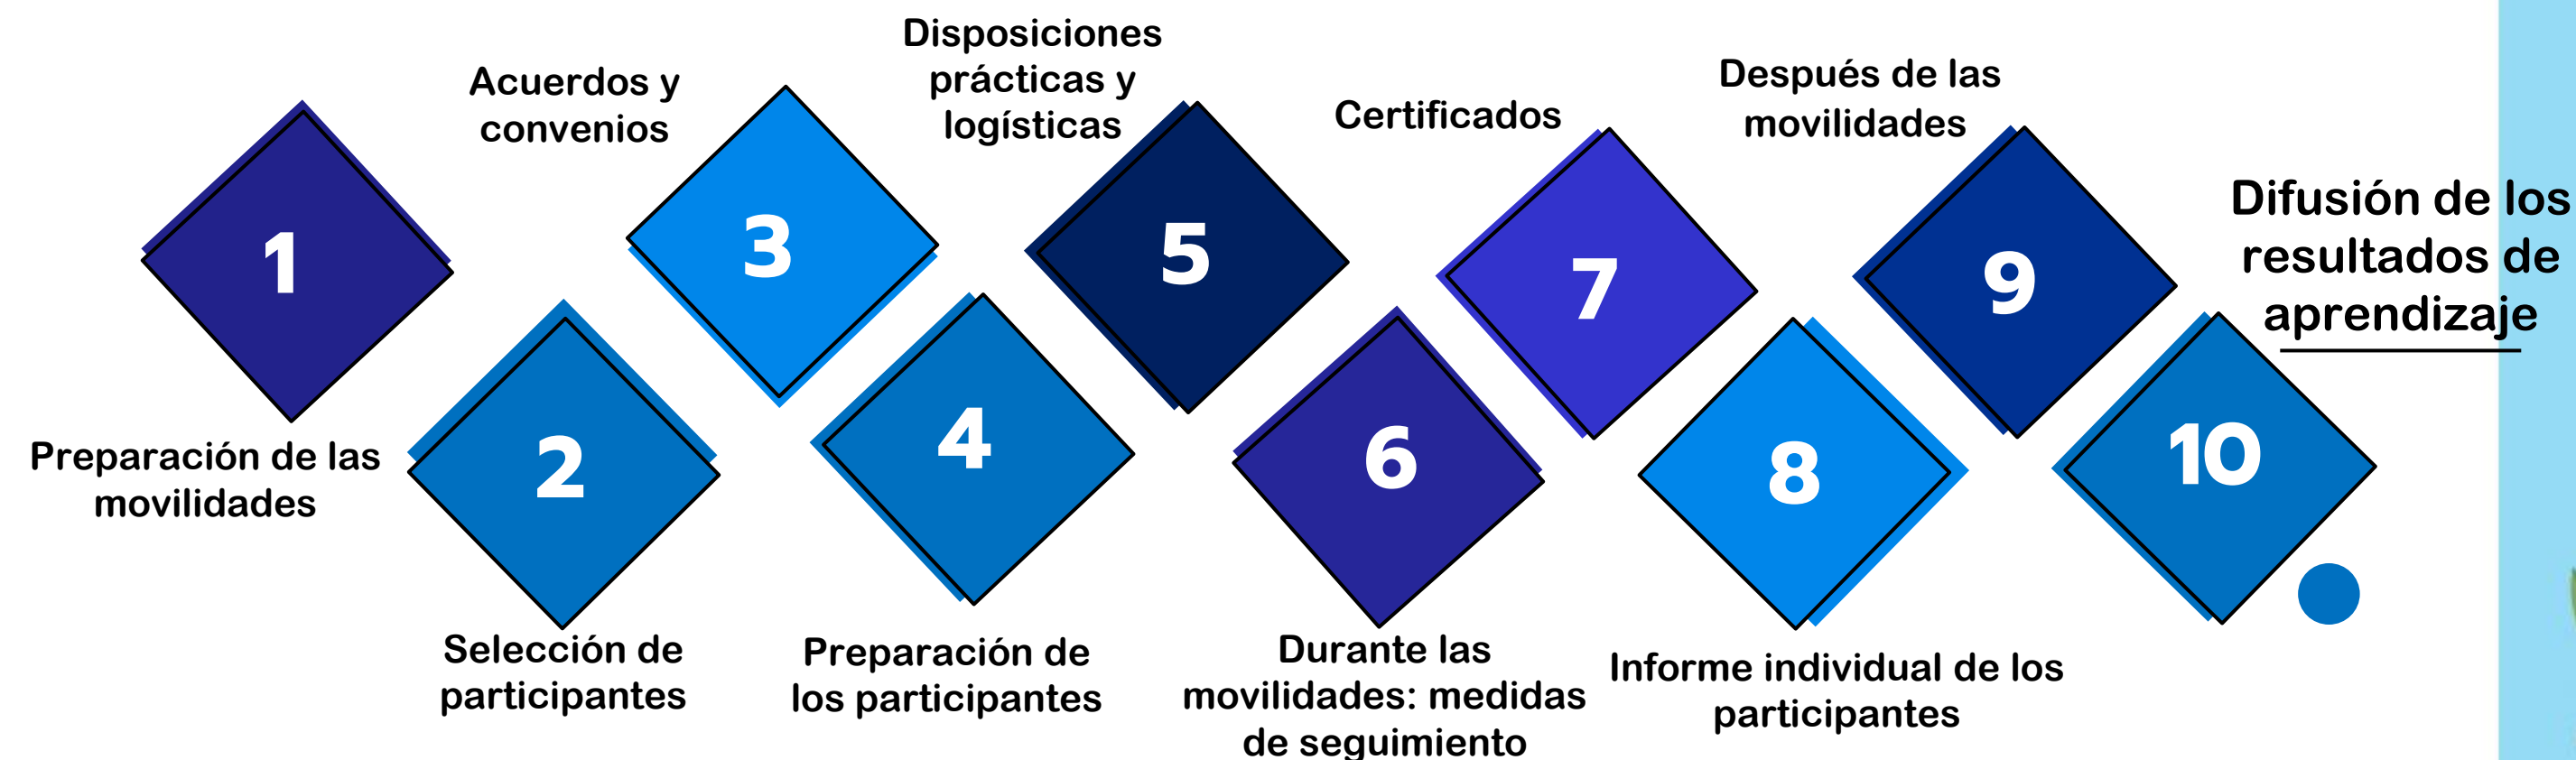 1
Preparación de las
movilidades
2
Selección de
participantes
Acuerdos y
convenios
3
4
Preparación de
los participantes
Disposiciones
prácticas y
logísticas
5
6
Durante las
movilidades: medidas
de seguimiento
Certificados
7
8
Informe individual de los
participantes
Después de las
movilidades
9
10
Difusión de los
resultados de
aprendizaje